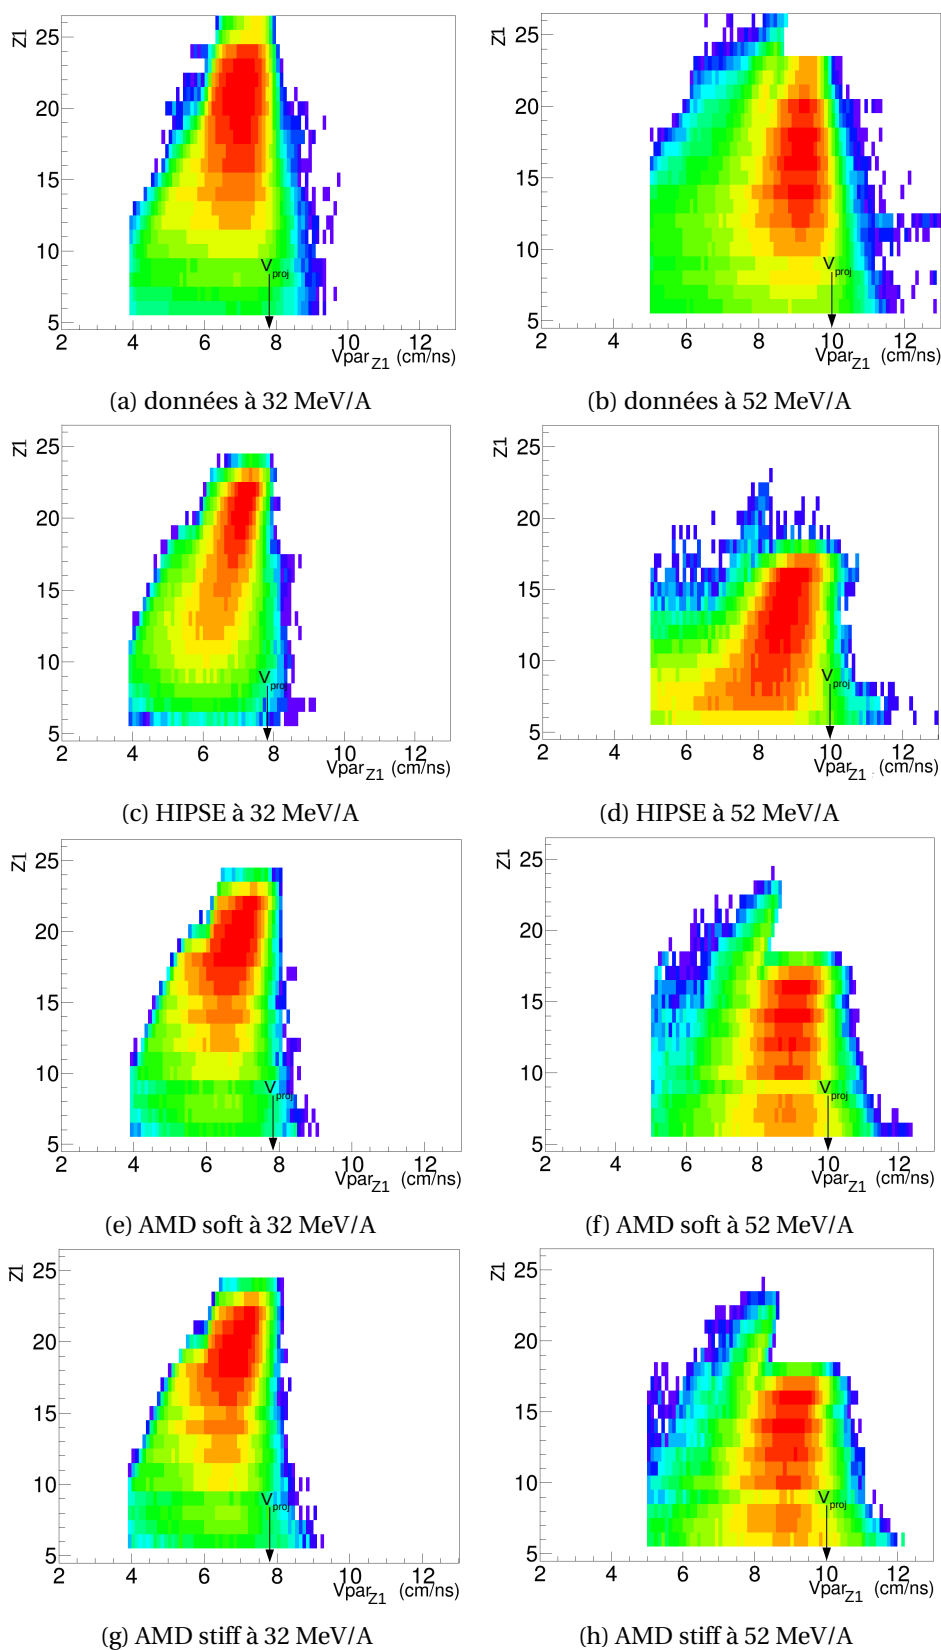 Z1
25
20
15
10
5
V proj
2 4 6 8 10 12
Vpar Z1 (cm/ns)
(a) données à 32 MeV/A
Z1
25
20
15
10
5
V proj
2 4 6 8 10 12
Vpar Z1 (cm/ns)
(b) données à 52 MeV/A
Z1
25
20
15
10
5
V proj
2 4 6 8 10 12
Vpar Z1 (cm/ns)
(c) HIPSE à 32 MeV/A
Z1
25
20
15
10
5
V proj
2 4 6 8 10 12
Vpar Z1 (cm/ns)
(d) HIPSE à 52 MeV/A
Z1
25
20
15
10
5
V proj
2 4 6 8 10 12
Vpar Z1 (cm/ns)
(e) AMD soft à 32 MeV/A
Z1
25
20
15
10
5
V proj
2 4 6 8 10 12
Vpar Z1 (cm/ns)
(f) AMD soft à 52 MeV/A
Z1
25
20
15
10
5
V proj
2 4 6 8 10 12
Vpar Z1 (cm/ns)
(g) AMD stiff à 32 MeV/A
Z1
25
20
15
10
5
V proj
2 4 6 8 10 12
Vpar Z1 (cm/ns)
(h) AMD stiff à 52 MeV/A